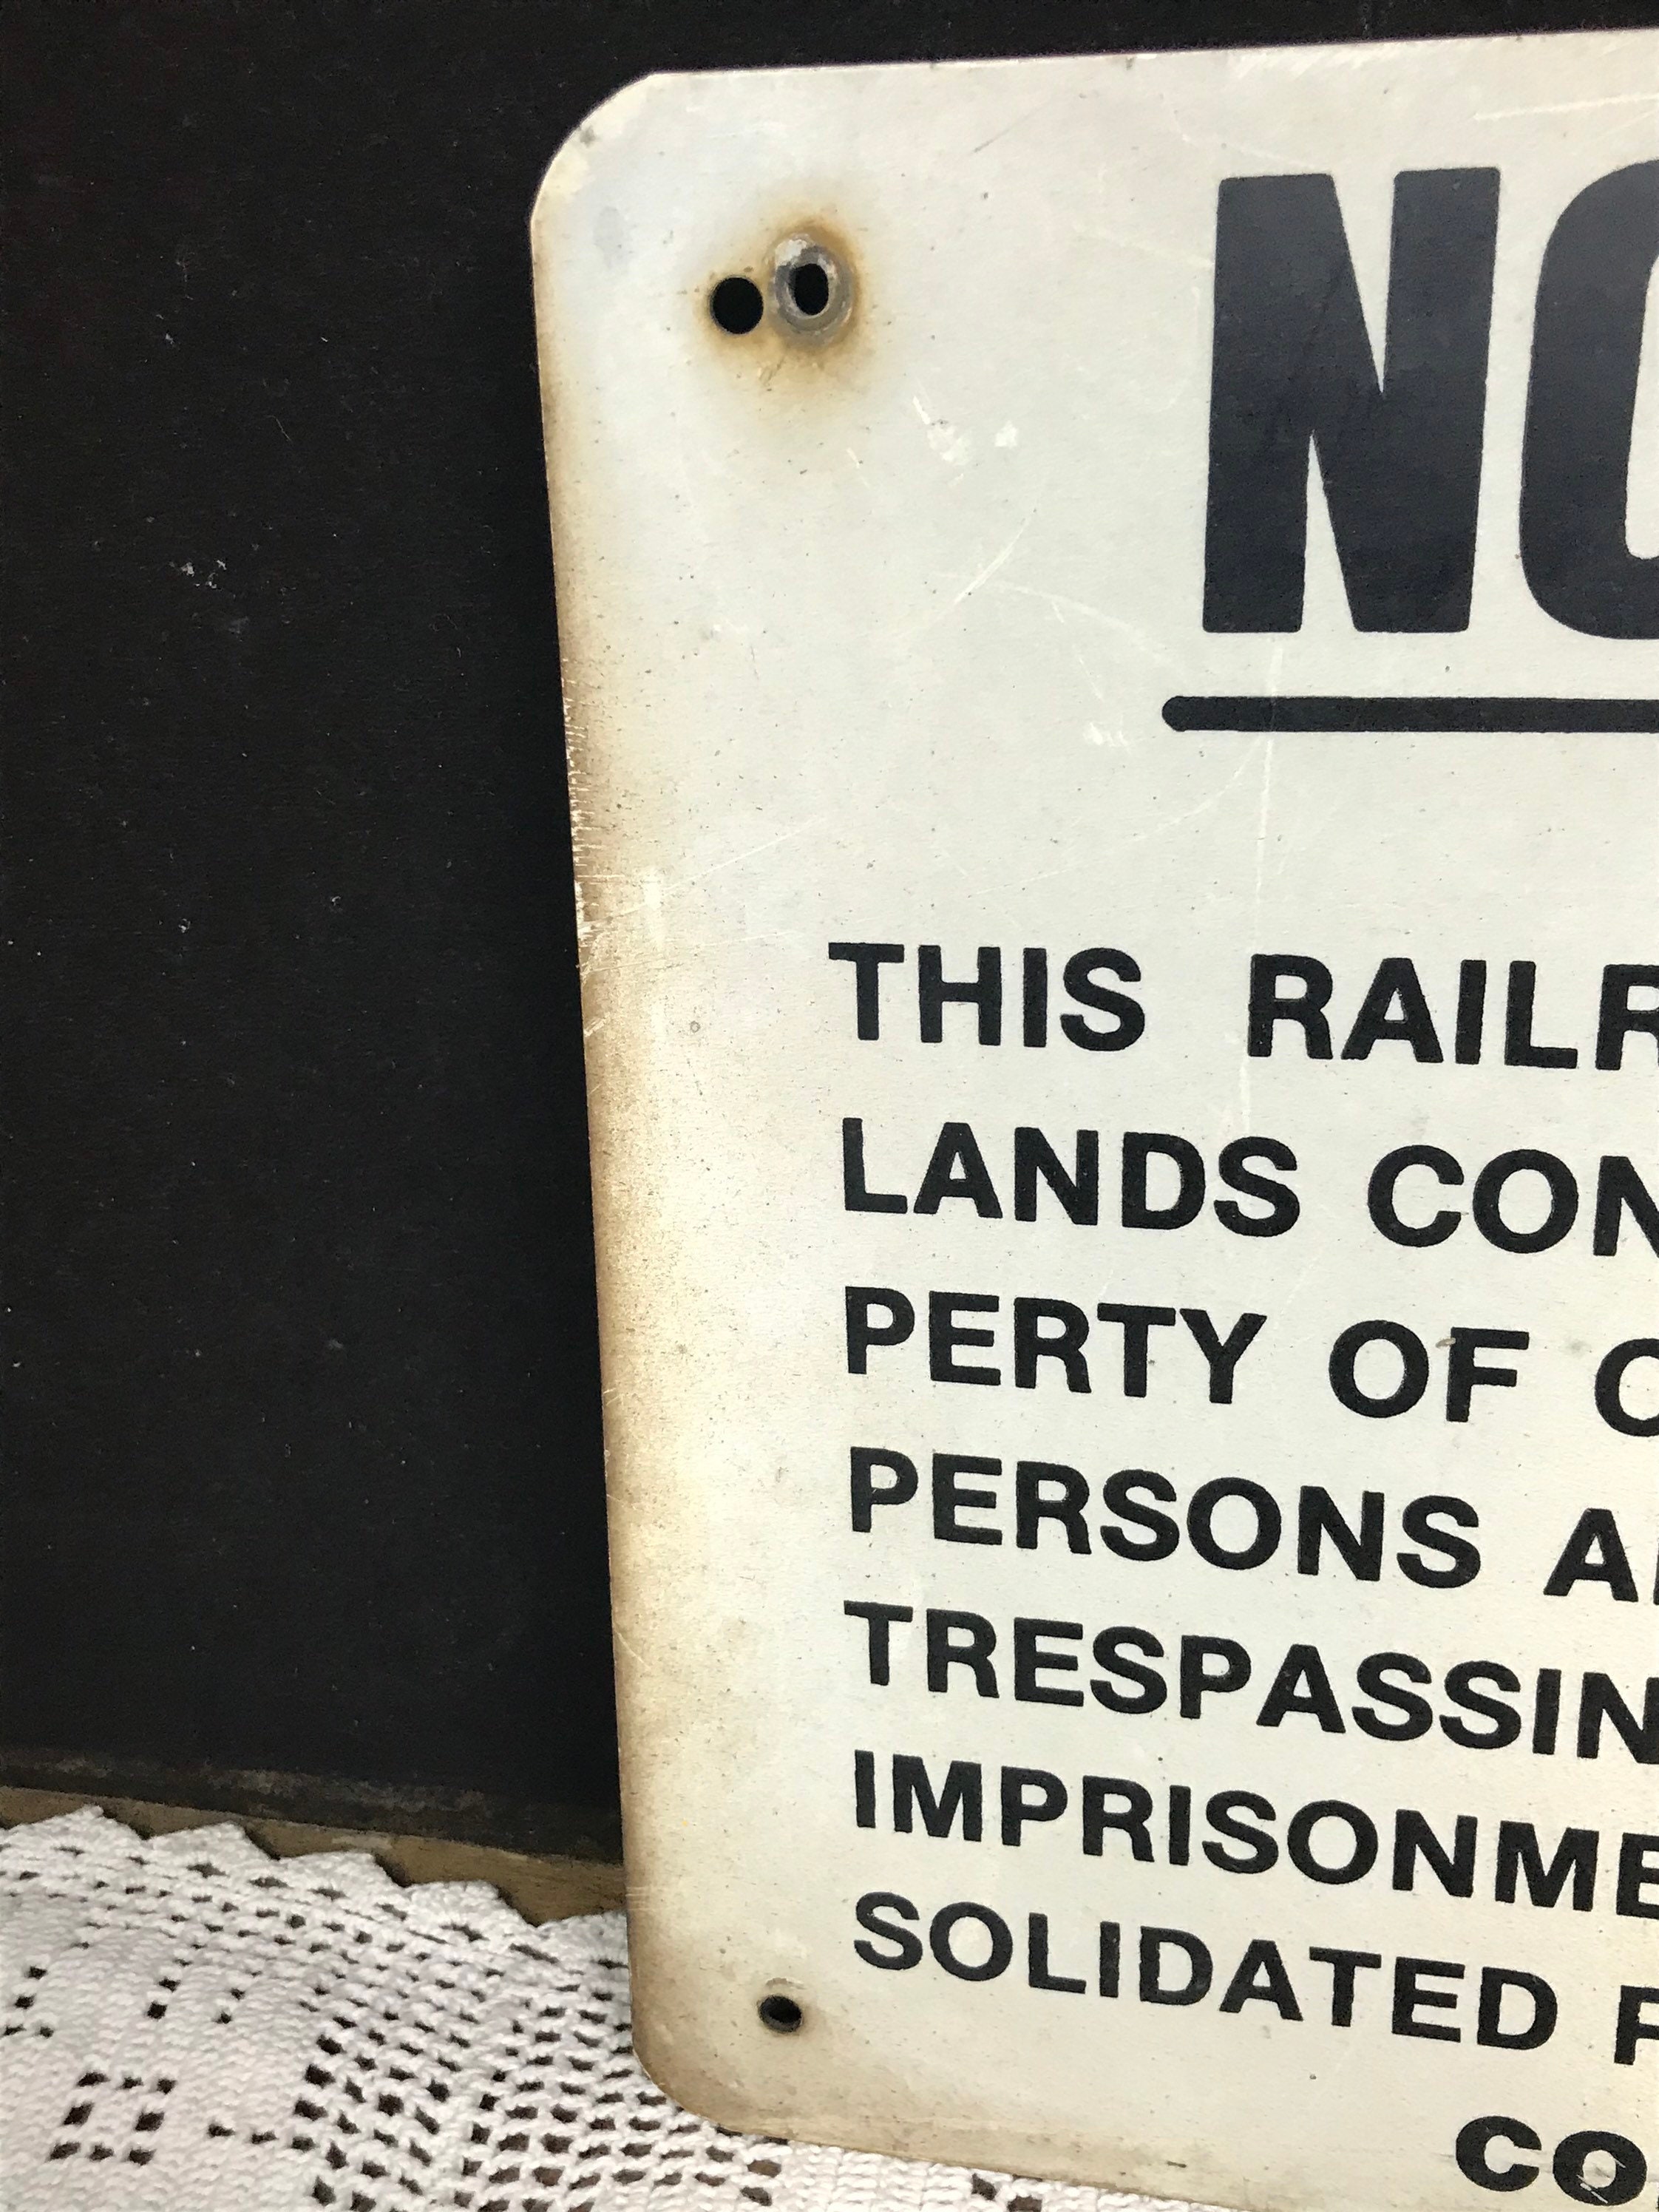 NO
THIS RAILR
LANDS CON
PERTY OF C
PERSONS A
TRESPASSIN
IMPRISONME
SOLIDATED
CO